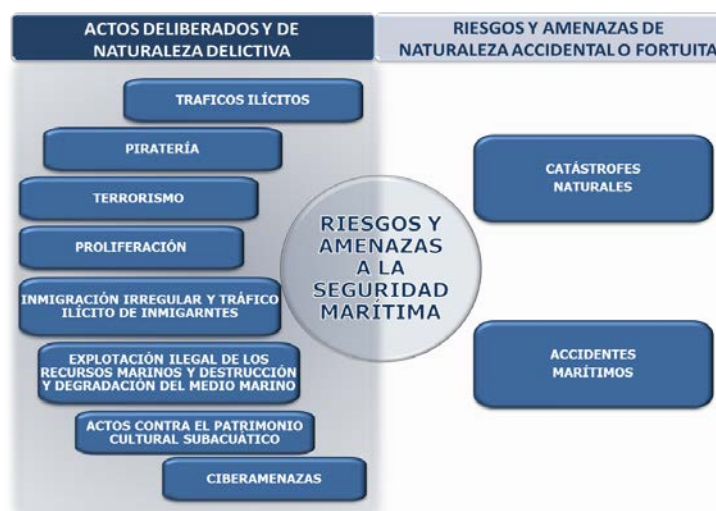 ACTOS DELIBERADOS Y DE
NATURALEZA DELICTIVA
RIESGOS Y AMENAZAS DE
NATURALEZA ACCIDENTAL O FORTUITA
TRAFICOS ILÍCITOS
PIRATERÍA
TERRORISMO
PROLIFERACIÓN
INMIGRACIÓN IRREGULAR Y TRÁFICO
ILÍCITO DE INMIGARNTES
EXPLOTACIÓN ILEGAL DE LOS
RECURSOS MARINOS Y DESTRUCCIÓN
Y DEGRADACIÓN DEL MEDIO MARINO
ACTOS CONTRA EL PATRIMONIO
CULTURAL SUBACUÁTICO
CIBERAMENAZAS
RIESGOS Y
AMENAZAS
A LA
SEGURIDAD
MARÍTIMA
CATÁSTROFES
NATURALES
ACCIDENTES
MARÍTIMOS